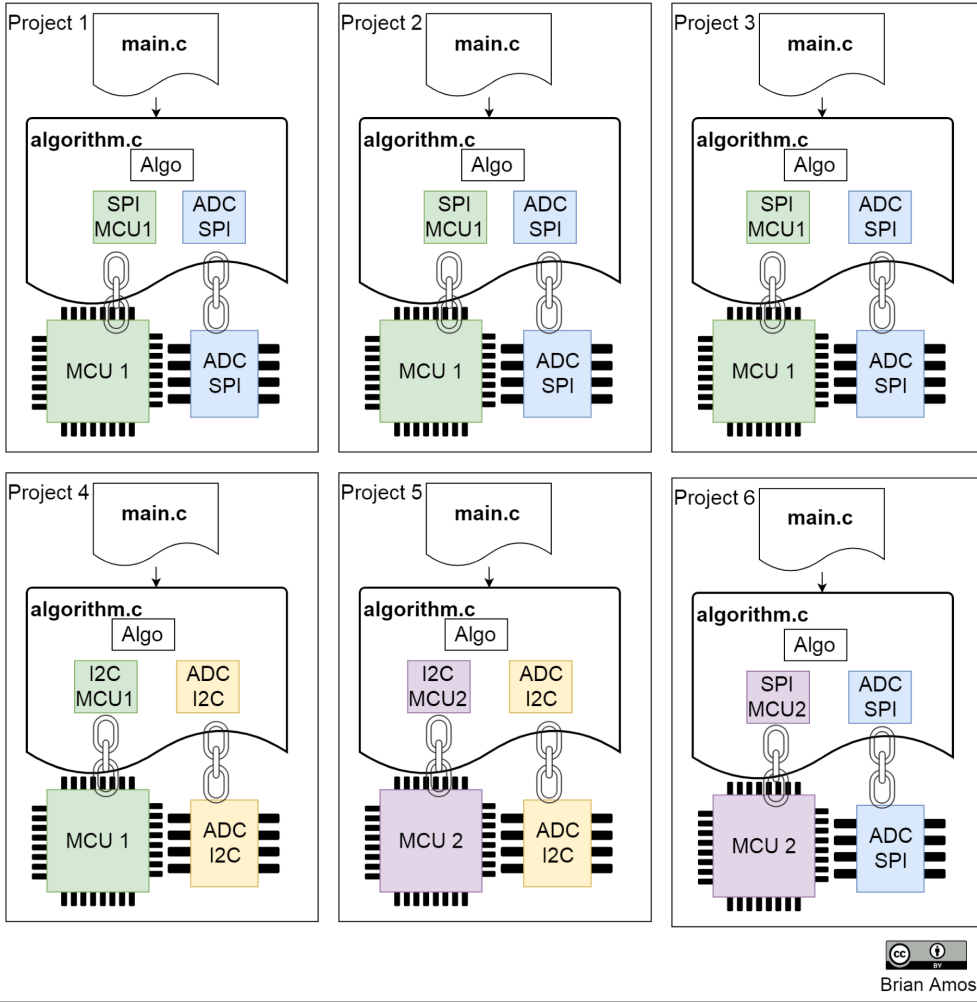 Project 1
main.c
algorithm.c
Algo
SPI
MCU1
ADC
SPI
MCU 1
ADC
SPI
Project 2
main.c
algorithm.c
Algo
SPI
MCU1
ADC
SPI
MCU 1
ADC
SPI
Project 3
main.c
algorithm.c
Algo
SPI
MCU1
ADC
SPI
MCU 1
ADC
SPI
Project 4
main.c
algorithm.c
Algo
I2C
MCU1
ADC
I2C
MCU 1
ADC
I2C
Project 5
main.c
algorithm.c
Algo
I2C
MCU2
ADC
I2C
MCU 2
ADC
I2C
Project 6
main.c
algorithm.c
Algo
SPI
MCU2
ADC
SPI
MCU 2
ADC
SPI
cc
BY
Brian Amos